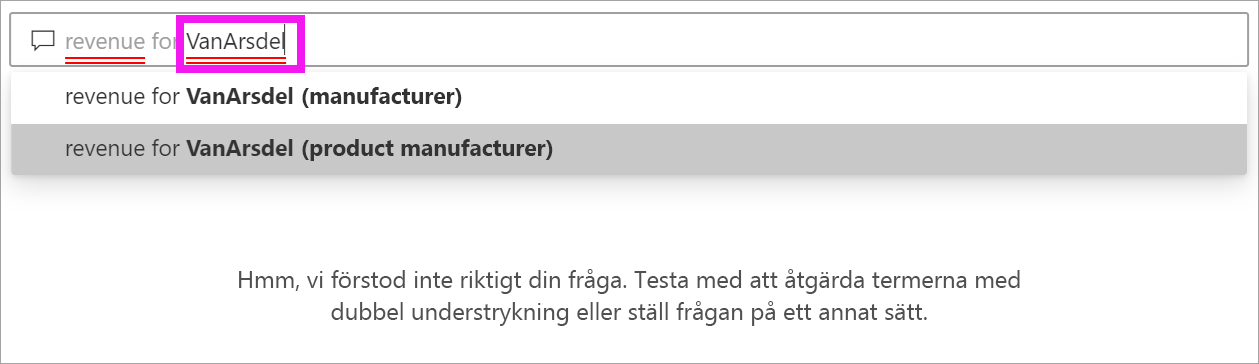 revenue for VanArsdel
revenue for VanArsdel (manufacturer)
revenue for VanArsdel (product manufacturer)
Hmm, vi förstod inte riktigt din fråga. Testa med att åtgärda termerna med
dubbel understrykning eller ställ frågan på ett annat sätt.